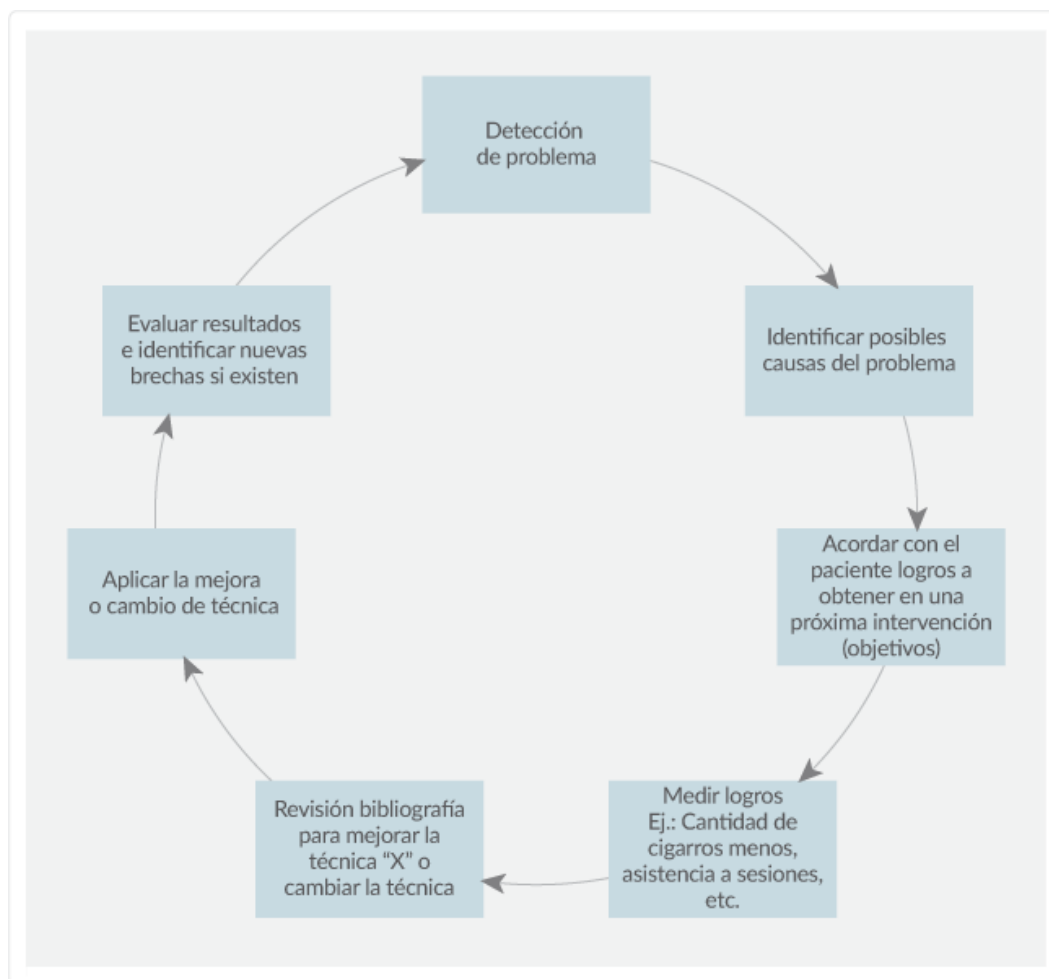 Detección
de problema
Identificar posibles
causas del problema
Acordar con el
paciente logros a
obtener en una
próxima intervención
(objetivos)
Medir logros
Ej.: Cantidad de
cigarros menos,
asistencia a sesiones,
etc.
Revisión bibliografía
para mejorar la
técnica “X” o
cambiar la técnica
Aplicar la mejora
o cambio de técnica
Evaluar resultados
e identificar nuevas
brechas si existen